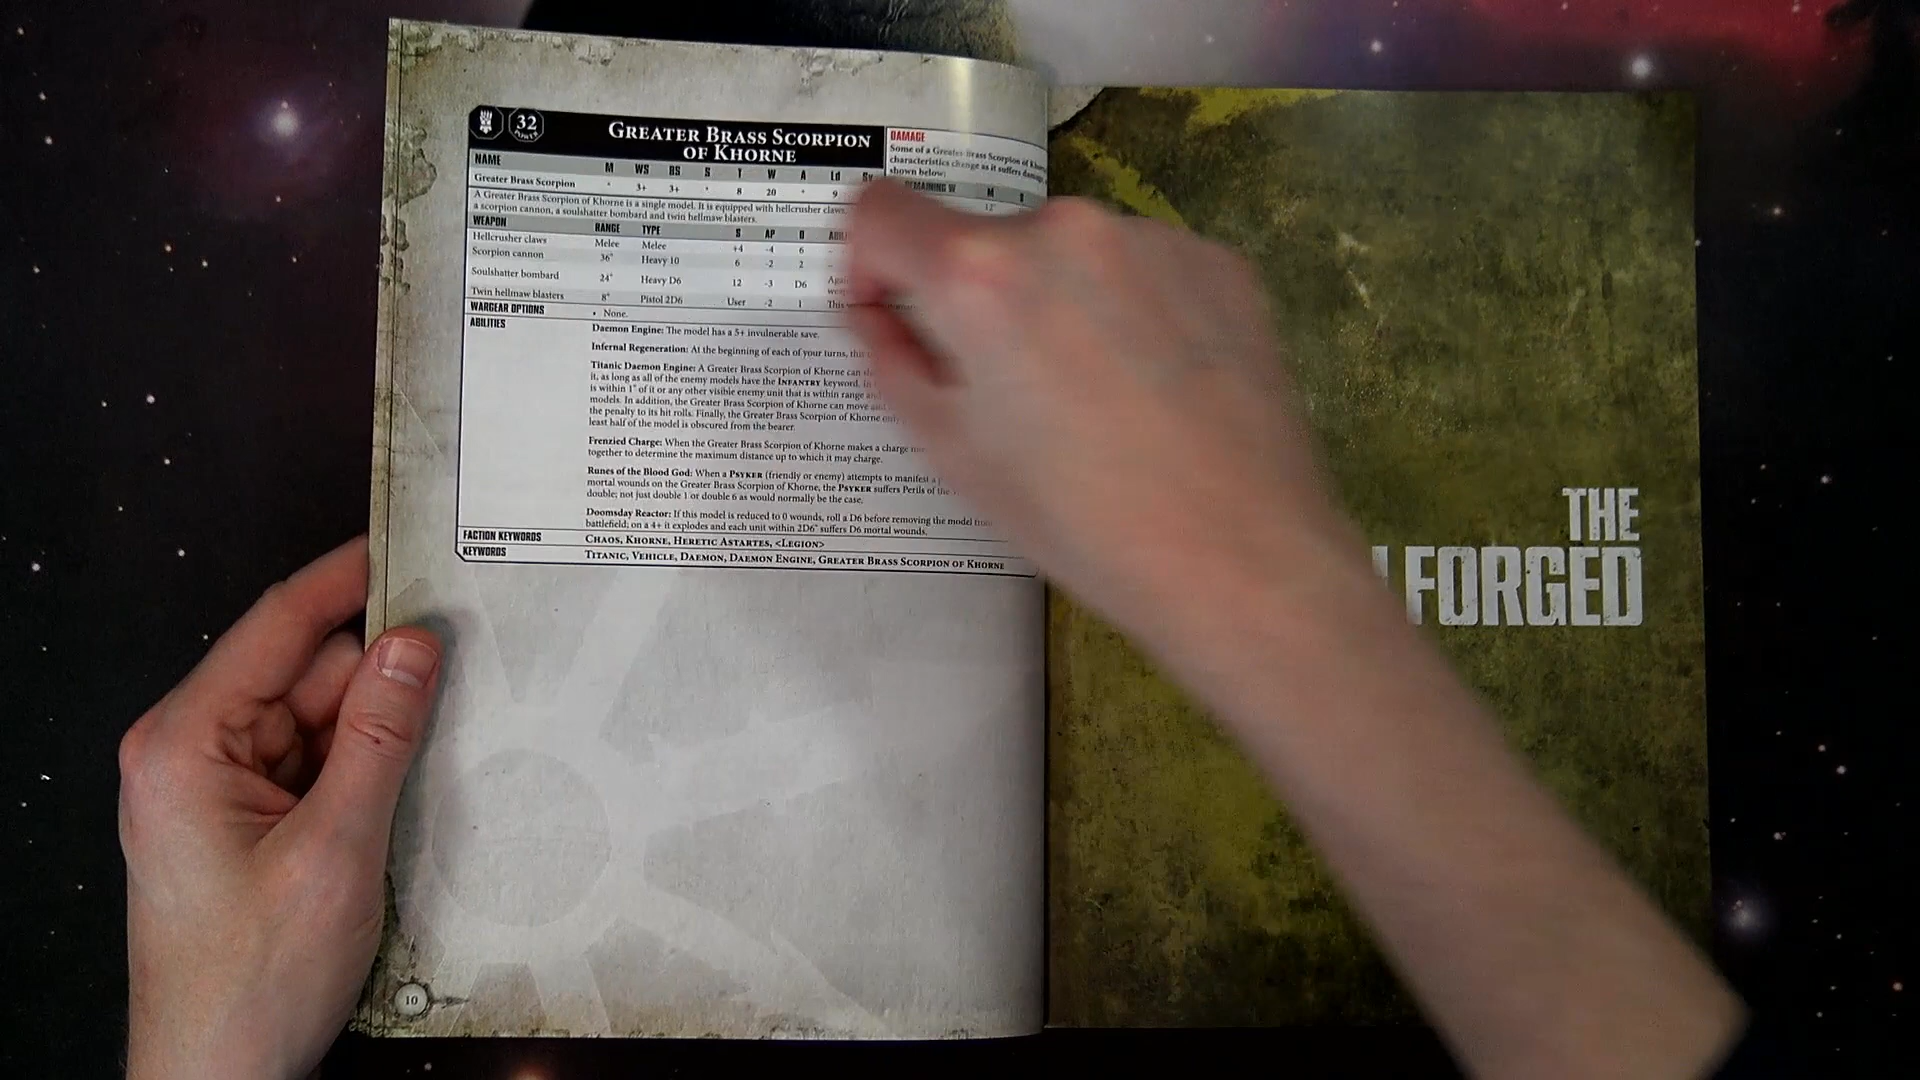 32
POWER
GREATER BRASS SCORPION
OF KHORNE
DAMAGE
Some of a Greater Brass Scorpion of
characteristics change as it suffers damage,
shown below:
NAME M WS BS S T W A Ld Sv
REMAINING W M
Greater Brass Scorpion * 3+ 3+ * 8 20 * 9
12"
A Greater Brass Scorpion of Khorne is a single model. It is equipped with hellcrusher claws,
a scorpion cannon, a soulshatter bombard and twin hellmaw blasters.
WEAPON RANGE TYPE S AP D
Hellcrusher claws Melee Melee +4 -4 6 -
Scorpion cannon 36" Heavy 10 6 -2 2 -
Soulshatter bombard 24" Heavy D6 12 -3 D6
Twin hellmaw blasters 8" Pistol 2D6 User -2 1 This
WARGEAR OPTIONS • None.
ABILITIES
Daemon Engine: The model has a 5+ invulnerable save.
Infernal Regeneration: At the beginning of each of your turns, this
Titanic Daemon Engine: A Greater Brass Scorpion of Khorne can
it, as long as all of the enemy models have the INFANTRY keyword. In
is within 1" of it or any other visible enemy unit that is within range
models. In addition, the Greater Brass Scorpion of Khorne can move
the penalty to its hit rolls. Finally, the Greater Brass Scorpion of Khorne
least half of the model is obscured from the bearer.
Frenzied Charge: When the Greater Brass Scorpion of Khorne makes a charge
together to determine the maximum distance up to which it may charge.
Runes of the Blood God: When a PSYKER (friendly or enemy) attempts to manifest
mortal wounds on the Greater Brass Scorpion of Khorne, the PSYKER suffers Perils of the
double; not just double 1 or double 6 as would normally be the case.
Doomsday Reactor: If this model is reduced to 0 wounds, roll a D6 before removing the model
battlefield; on a 4+ it explodes and each unit within 2D6" suffers D6 mortal wounds.
FACTION KEYWORDS CHAOS, KHORNE, HERETIC ASTARTES, <LEGION>
KEYWORDS TITANIC, VEHICLE, DAEMON, DAEMON ENGINE, GREATER BRASS SCORPION OF KHORNE
10
THE
FORGED